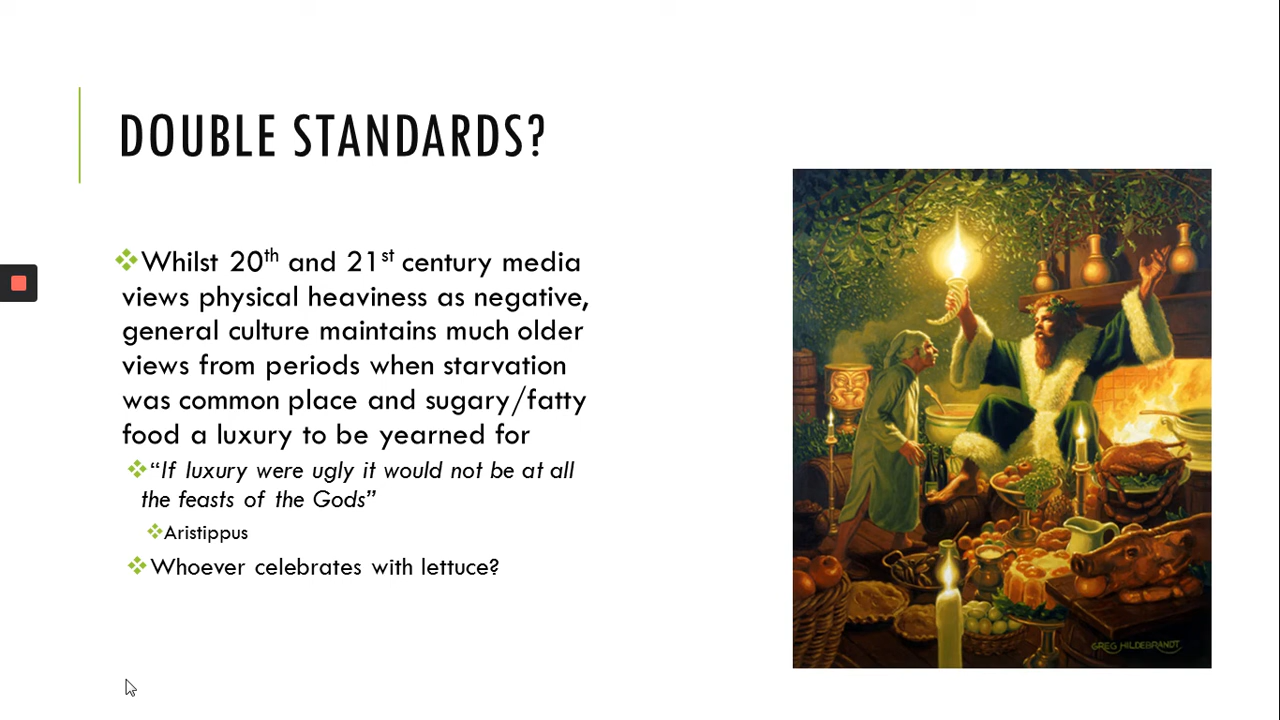 DOUBLE STANDARDS?
❖Whilst 20th and 21st century media
views physical heaviness as negative,
general culture maintains much older
views from periods when starvation
was common place and sugary/fatty
food a luxury to be yearned for
❖“If luxury were ugly it would not be at all
the feasts of the Gods”
❖Aristippus
❖Whoever celebrates with lettuce?
GREG HILDEBRANDT